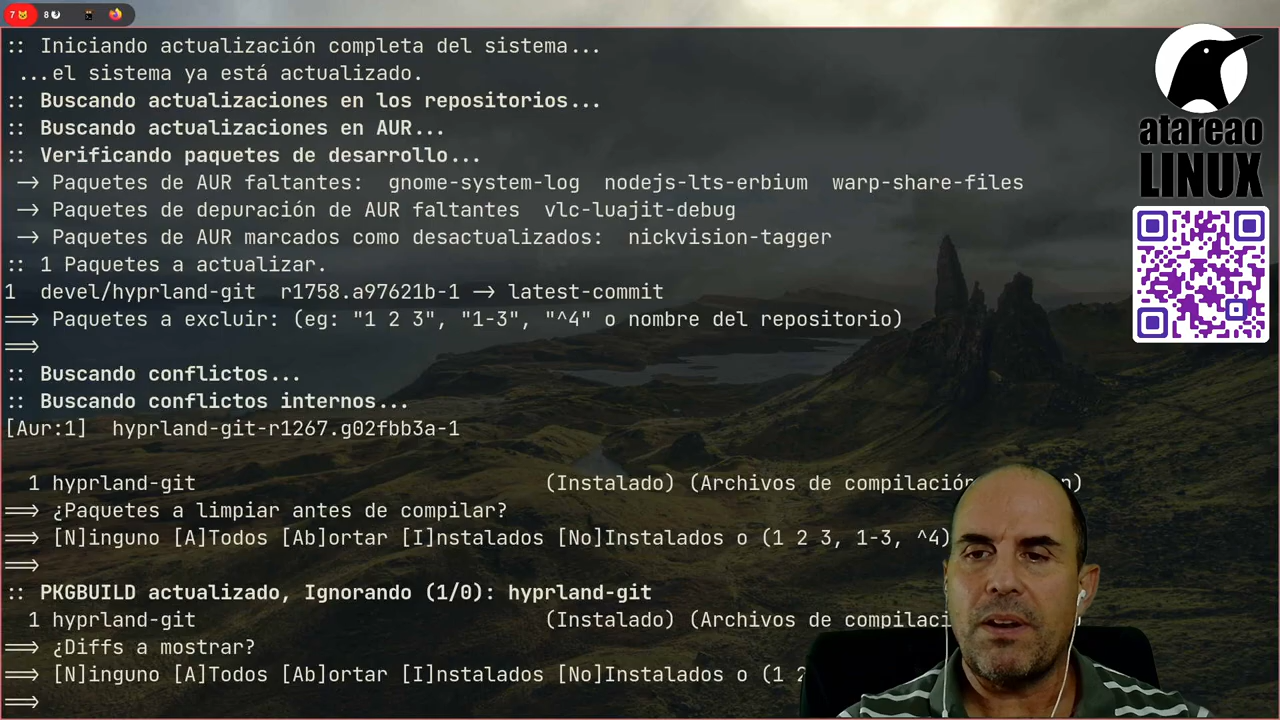 7 8
:: Iniciando actualización completa del sistema...
...el sistema ya está actualizado.
:: Buscando actualizaciones en los repositorios...
:: Buscando actualizaciones en AUR...
:: Verificando paquetes de desarrollo...
-> Paquetes de AUR faltantes: gnome-system-log nodejs-lts-erbium warp-share-files
-> Paquetes de depuración de AUR faltantes vlc-luajit-debug
-> Paquetes de AUR marcados como desactualizados: nickvision-tagger
:: 1 Paquetes a actualizar.
1 devel/hyprland-git r1758.a97621b-1 -> latest-commit
==> Paquetes a excluir: (eg: "1 2 3", "1-3", "^4" o nombre del repositorio)
==>
:: Buscando conflictos...
:: Buscando conflictos internos...
[Aur:1] hyprland-git-r1267.g02fbb3a-1
1 hyprland-git (Instalado) (Archivos de compilación
==> ¿Paquetes a limpiar antes de compilar?
==> [N]inguno [A]Todos [Ab]ortar [I]nstalados [No]Instalados o (1 2 3, 1-3, ^4)
==>
:: PKGBUILD actualizado, Ignorando (1/0): hyprland-git
1 hyprland-git (Instalado) (Archivos de
==> ¿Diffs a mostrar?
==> [N]inguno [A]Todos [Ab]ortar [I]nstalados [No]Instalados o (1 2
==>
atareao
LINUX